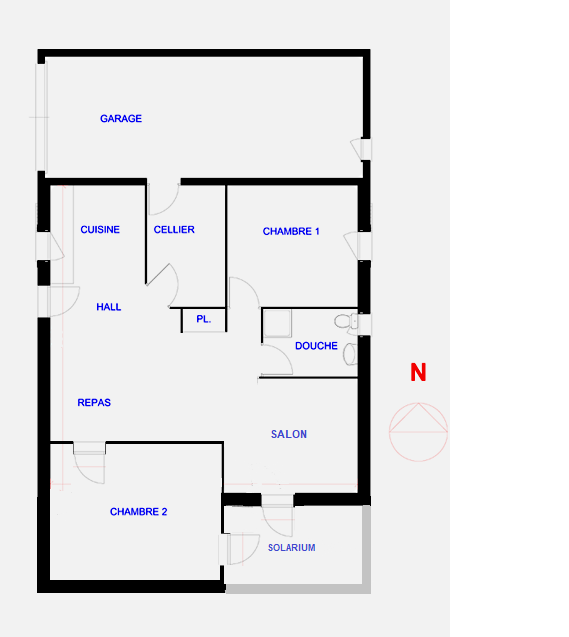 GARAGE
CUISINE
CELLIER
CHAMBRE 1
HALL
PL.
DOUCHE
N
REPAS
SALON
CHAMBRE 2
SOLARIUM